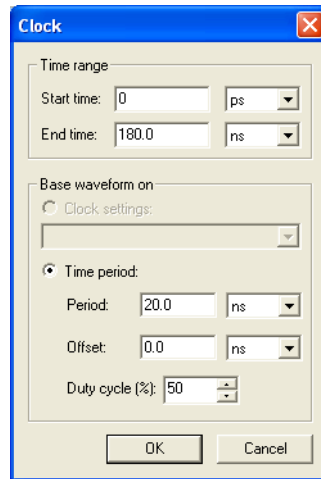 Clock
Time range
Start time: 0 ps
End time: 180.0 ns
Base waveform on
Clock settings:
Time period:
Period: 20.0 ns
Offset: 0.0 ns
Duty cycle (%): 50
OK Cancel